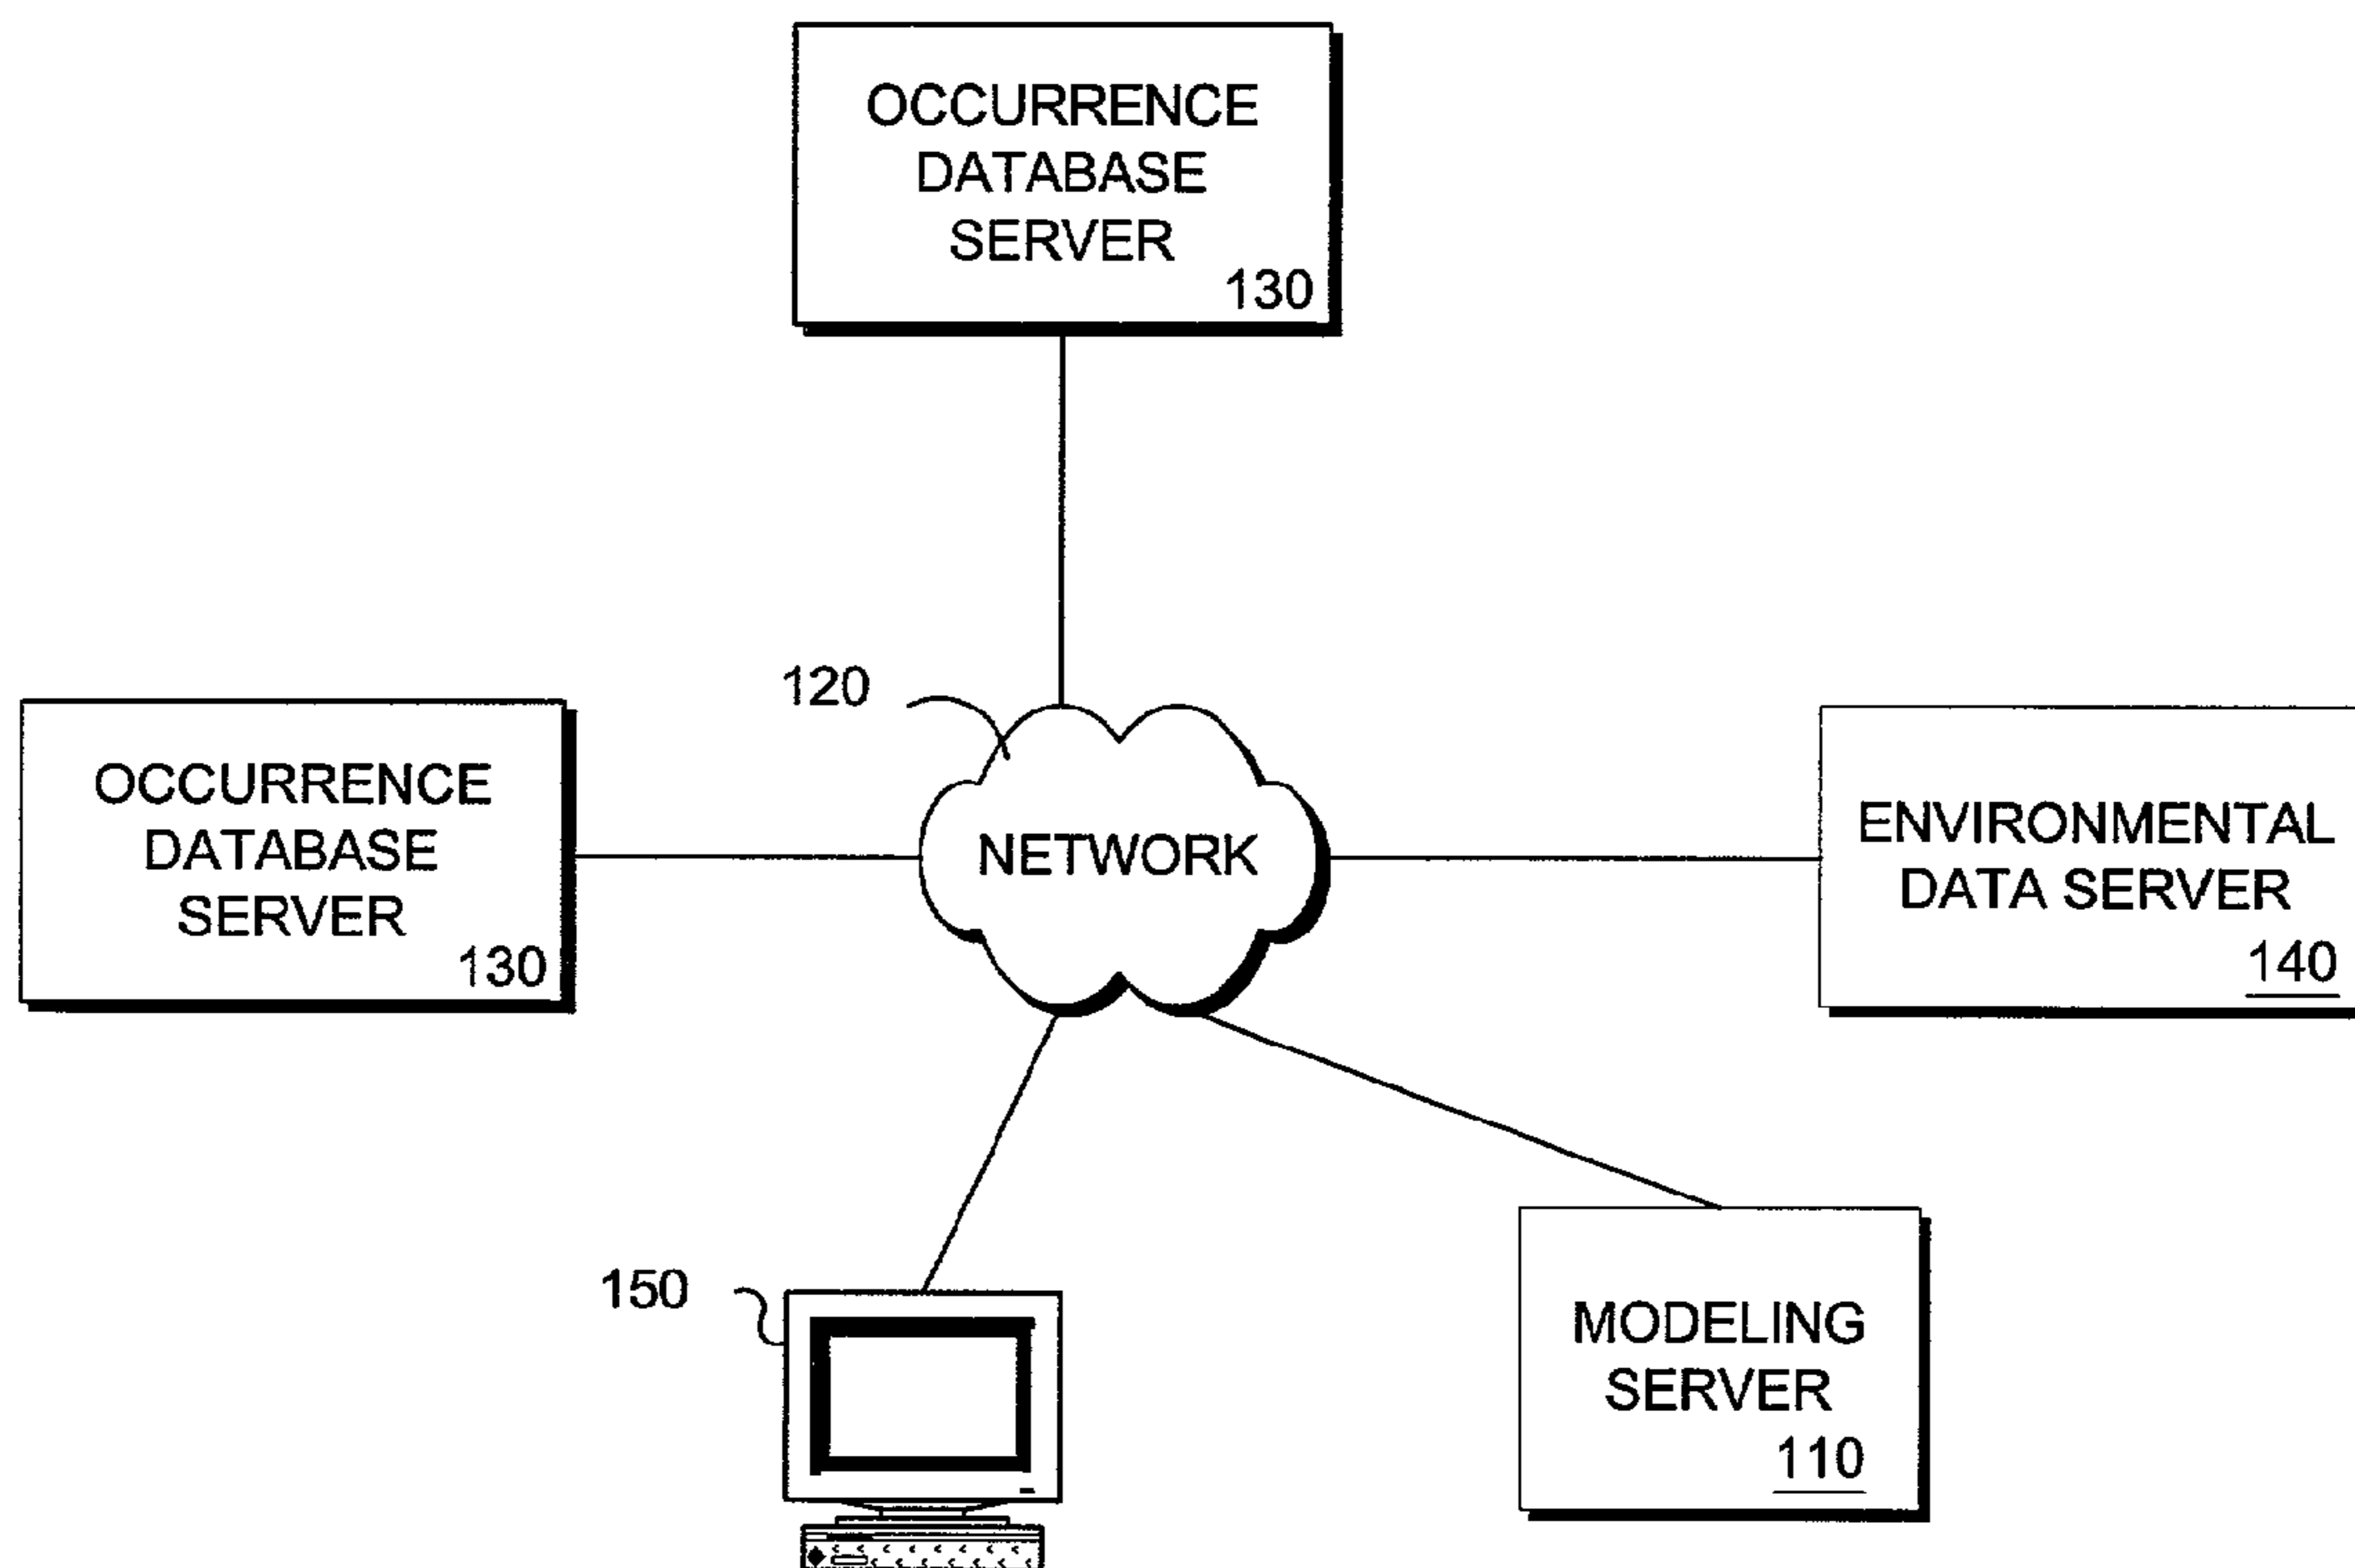 OCCURRENCE
DATABASE
SERVER
130
120
OCCURRENCE
DATABASE
SERVER
130
NETWORK
ENVIRONMENTAL
DATA SERVER
140
150
MODELING
SERVER
110